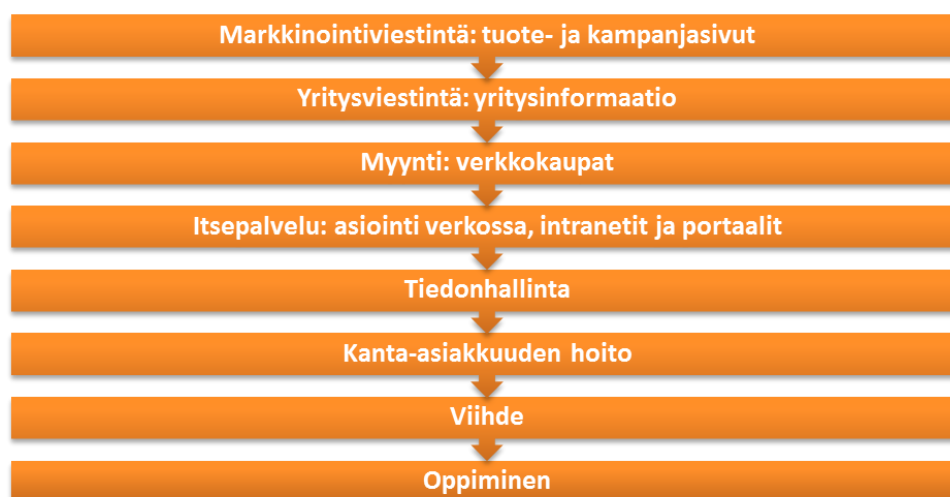 Markkinointiviestintä: tuote- ja kampanjasivut
Yritysviestintä: yritysinformaatio
Myynti: verkkokaupat
Itsepalvelu: asiointi verkossa, intranetit ja portaalit
Tiedonhallinta
Kanta-asiakkuuden hoito
Viihde
Oppiminen